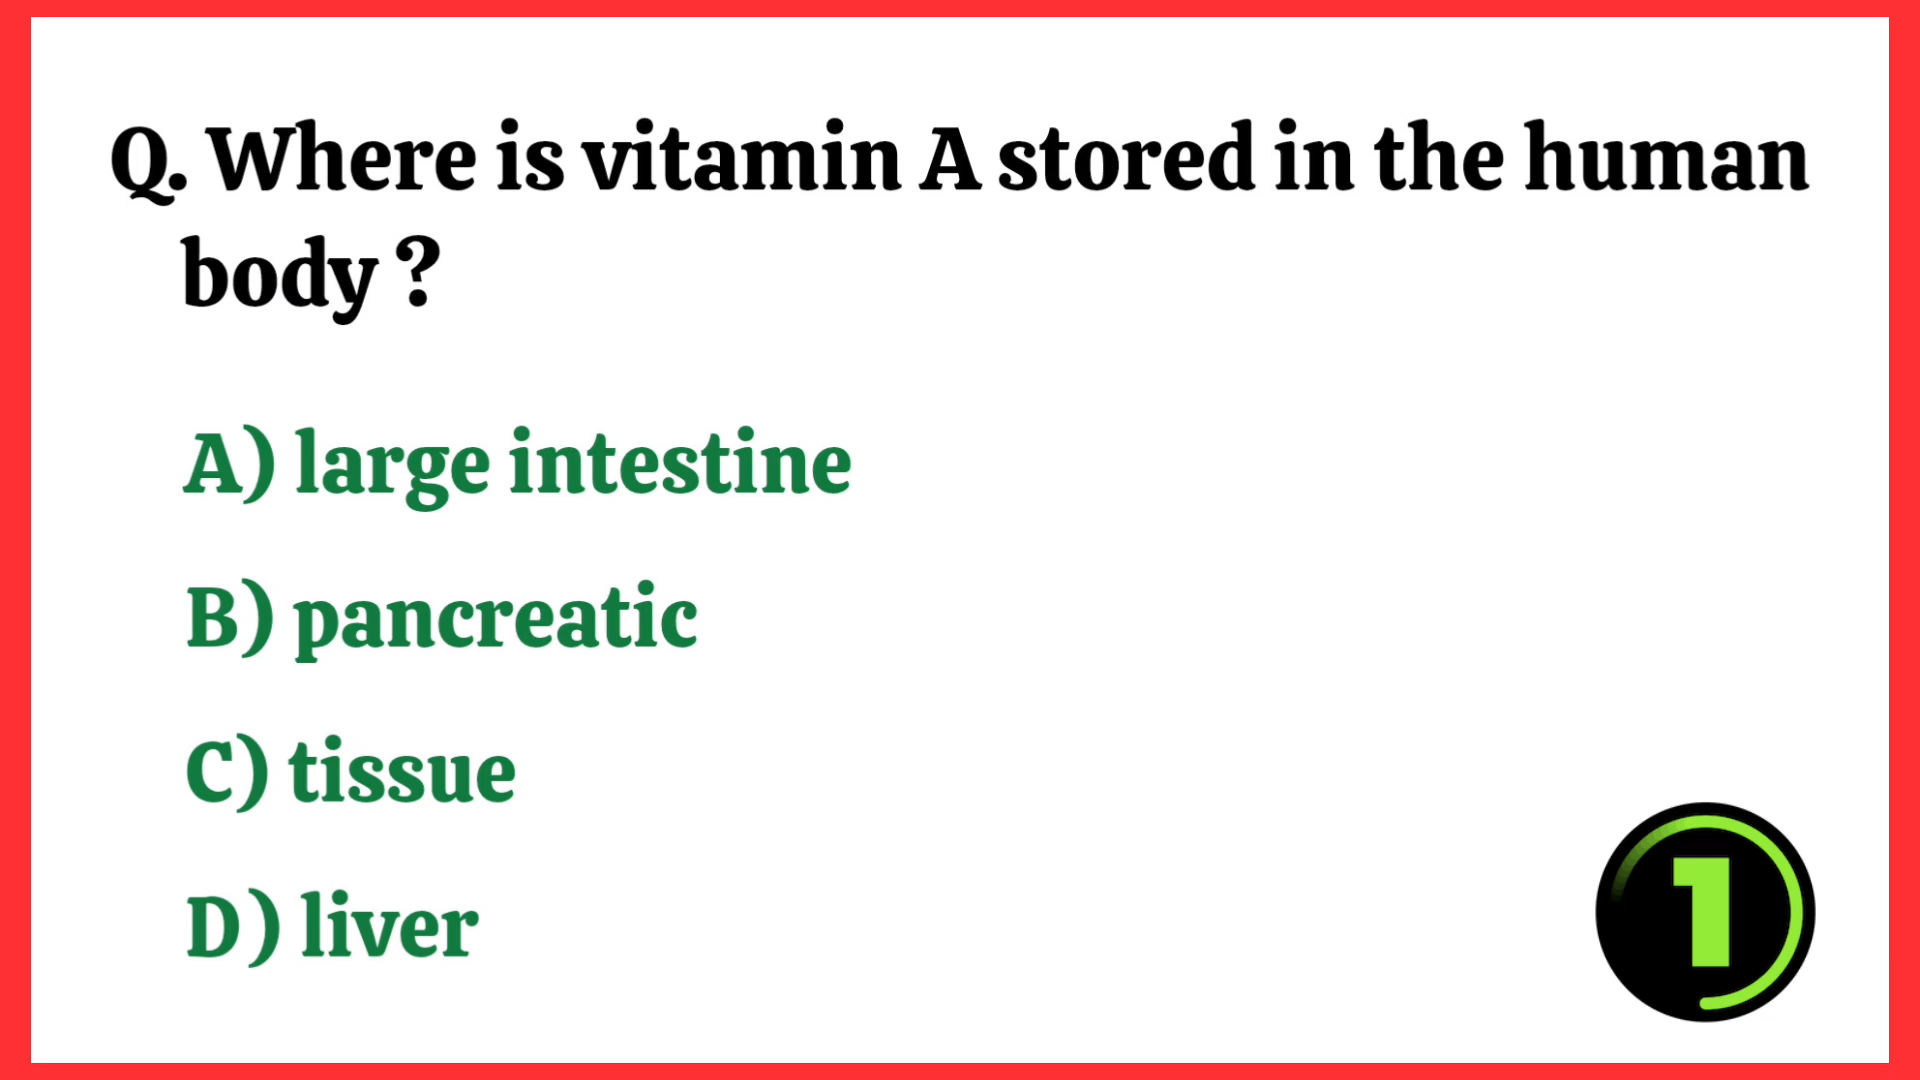 Q. Where is vitamin A stored in the human
body ?
A) large intestine
B) pancreatic
C) tissue
D) liver
1